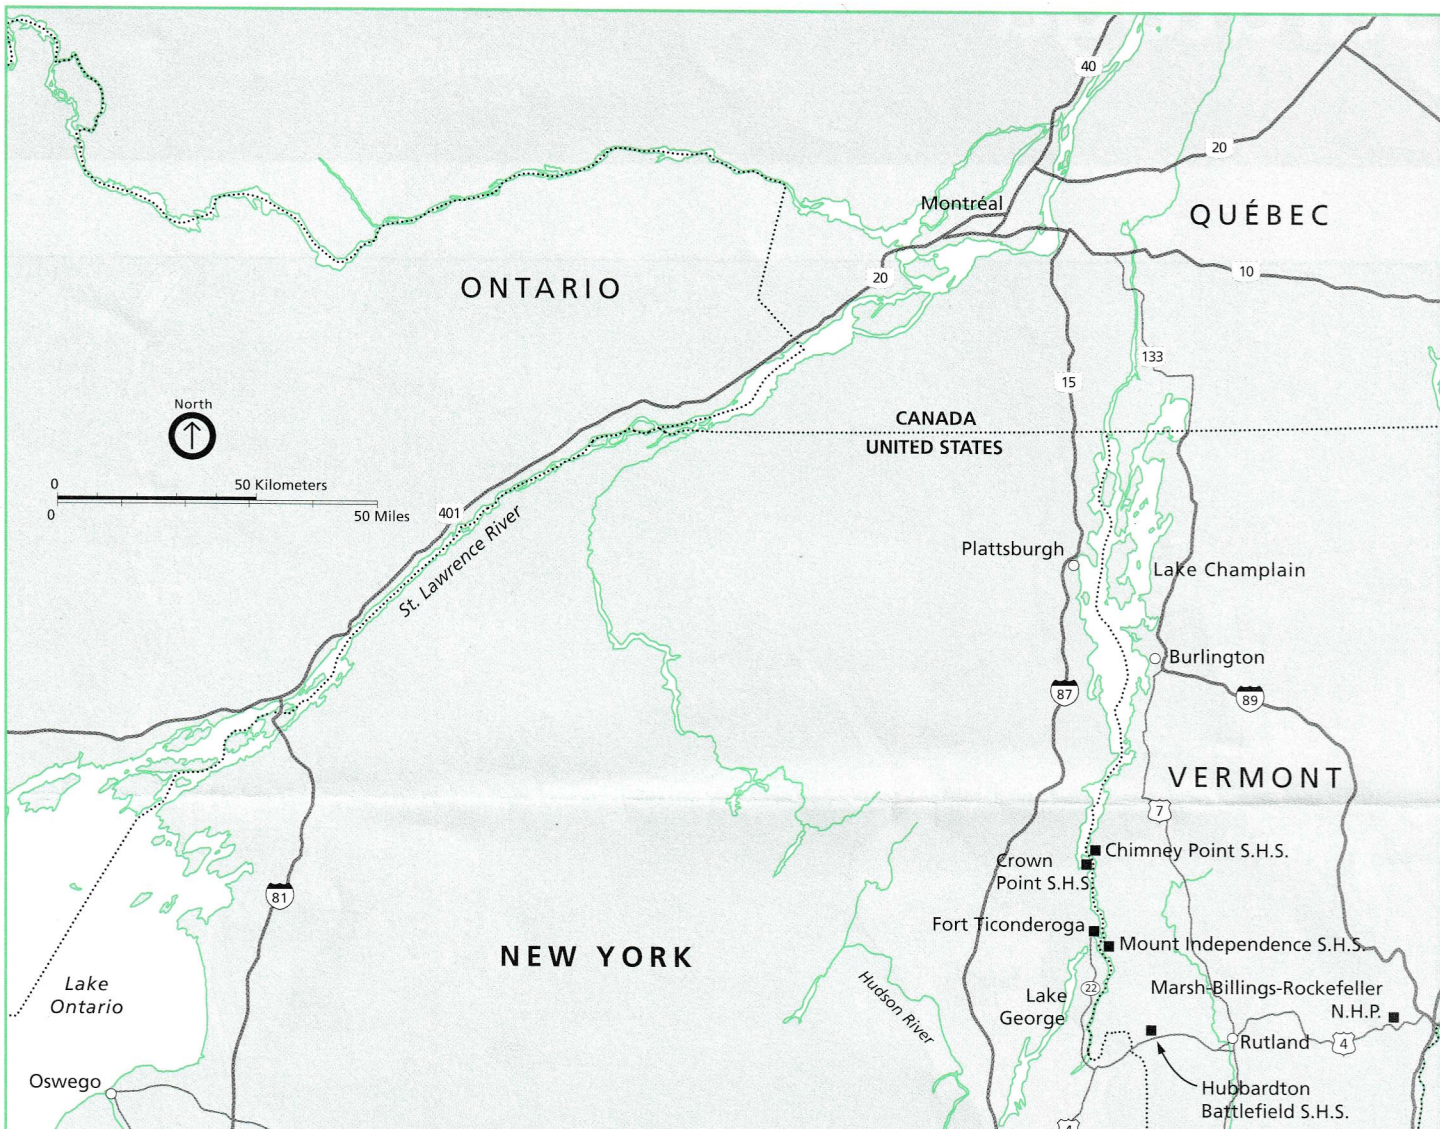 40
20
Montréal
QUÉBEC
20
10
ONTARIO
133
15
North
CANADA
UNITED STATES
0
50 Kilometers
0
50 Miles
401
St. Lawrence River
Plattsburgh
Lake Champlain
Burlington
87
89
VERMONT
7
Chimney Point S.H.S.
Crown
Point S.H.S
81
Fort Ticonderoga
Mount Independence S.H.S.
NEW YORK
Lake
Ontario
Hudson River
22
Lake
George
Marsh-Billings-Rockefeller
N.H.P.
Rutland
4
Oswego
Hubbardton
Battlefield S.H.S.
4